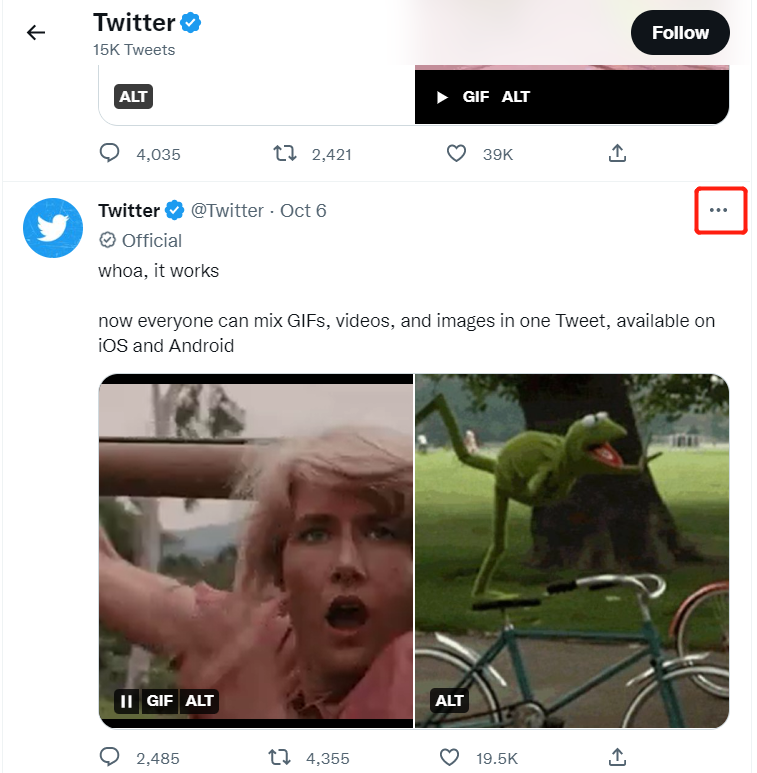 Twitter
Follow
15K Tweets
ALT
GIF ALT
4,035 2,421 39K
Twitter @Twitter · Oct 6
Official
whoa, it works
now everyone can mix GIFs, videos, and images in one Tweet, available on
iOS and Android
GIF ALT
ALT
2,485 4,355 19.5K